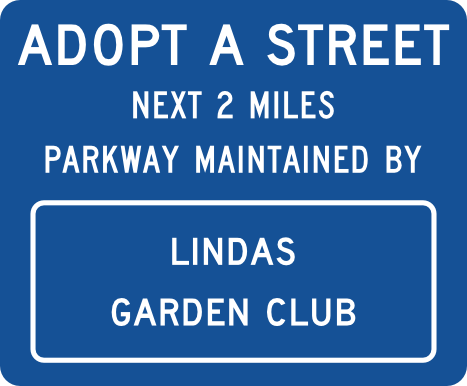 ADOPT A STREET
NEXT 2 MILES
PARKWAY MAINTAINED BY
LINDAS
GARDEN CLUB